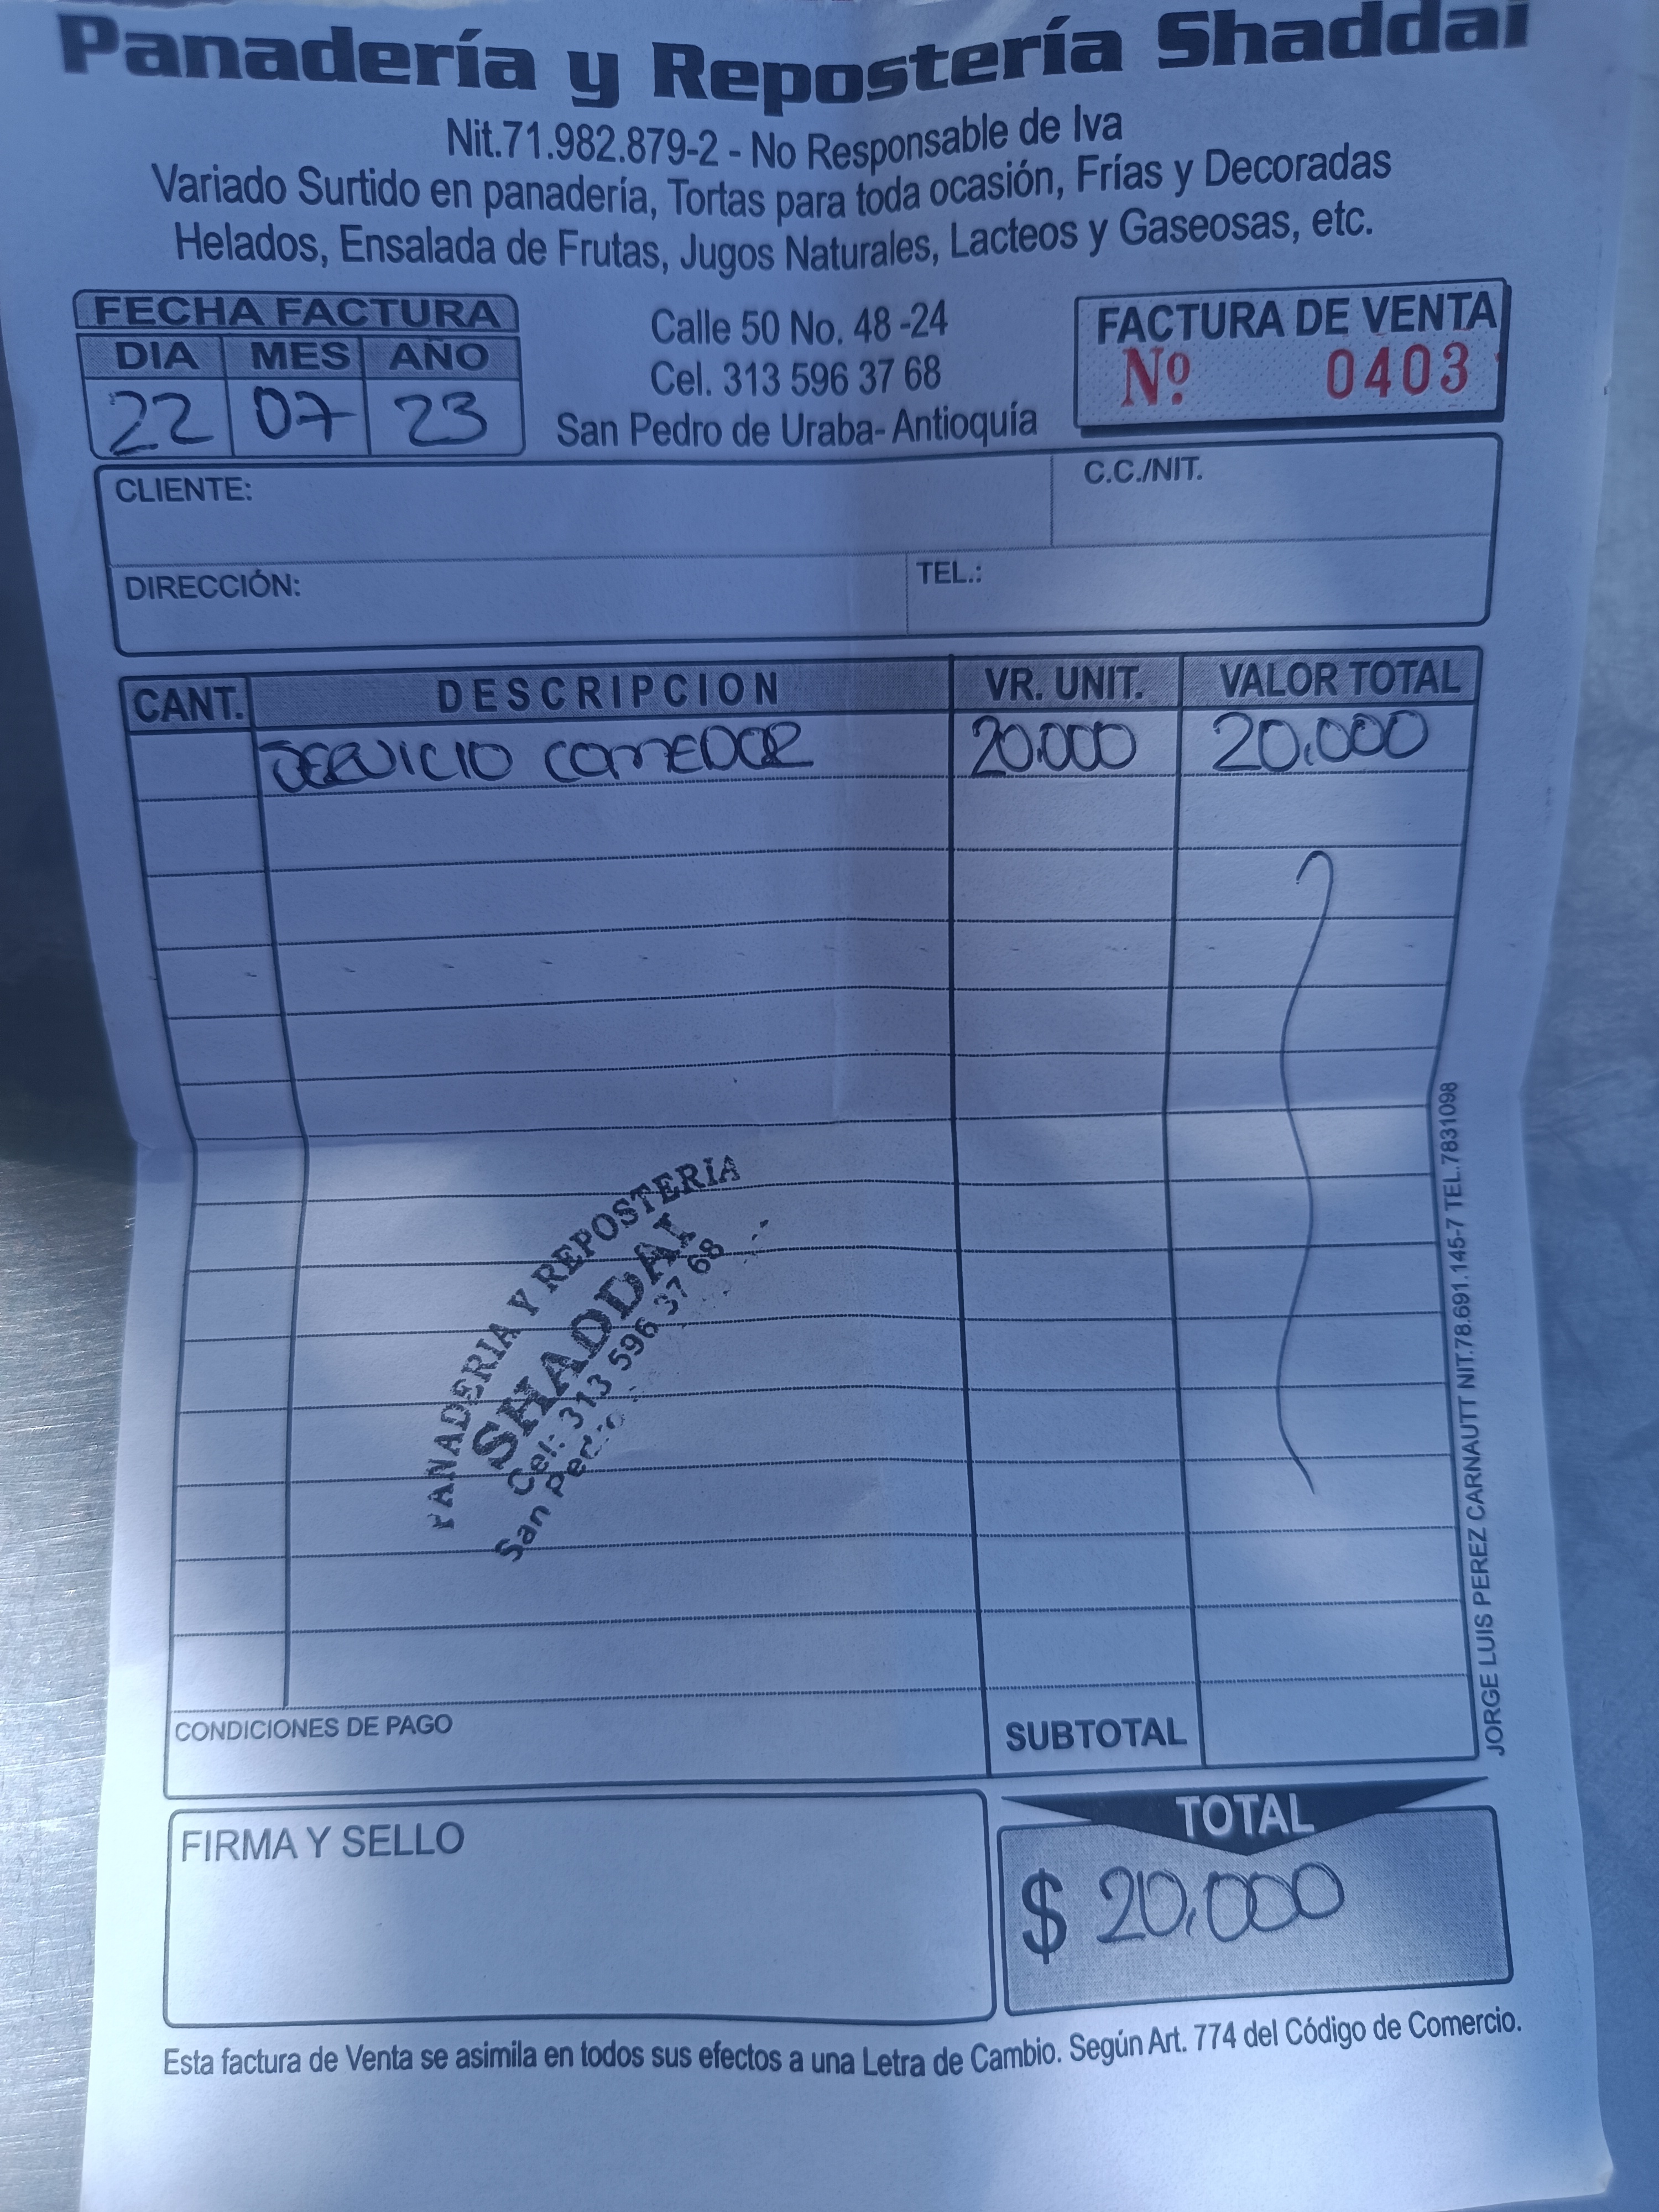 Panadería y Repostería Shaddai
Nit.71.982.879-2 - No Responsable de Iva
Variado Surtido en panadería, Tortas para toda ocasión, Frías y Decoradas
Helados, Ensalada de Frutas, Jugos Naturales, Lacteos y Gaseosas, etc.
FECHA FACTURA
DIA MES AÑO
22 07 23
Calle 50 No. 48 -24
Cel. 313 596 37 68
San Pedro de Uraba- Antioquía
FACTURA DE VENTA
Nº 0403
CLIENTE:
C.C./NIT.
DIRECCIÓN:
TEL.:
CANT. DESCRIPCION VR. UNIT. VALOR TOTAL
SERVICIO COMEDOR 20.000 20.000
PANADERIA Y REPOSTERIA
SHADDAI
Cel: 313 596 37 68
San Pedro
JORGE LUIS PEREZ CARNAUTT NIT.78.691.145-7 TEL.7831098
CONDICIONES DE PAGO
SUBTOTAL
FIRMA Y SELLO
TOTAL
$ 20.000
Esta factura de Venta se asimila en todos sus efectos a una Letra de Cambio. Según Art. 774 del Código de Comercio.